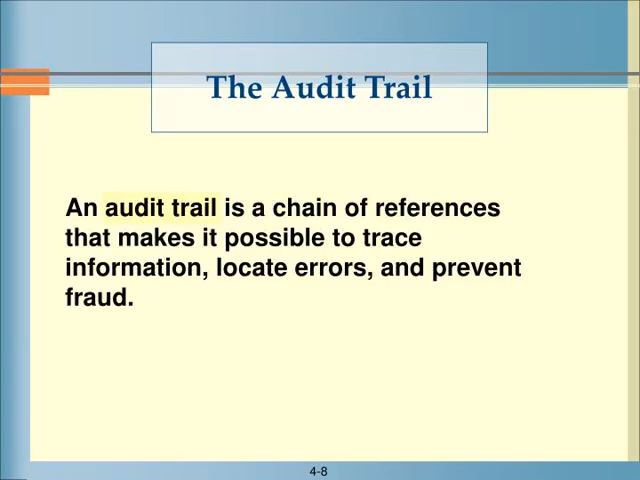 The Audit Trail
An audit trail is a chain of references
that makes it possible to trace
information, locate errors, and prevent
fraud.
4-8